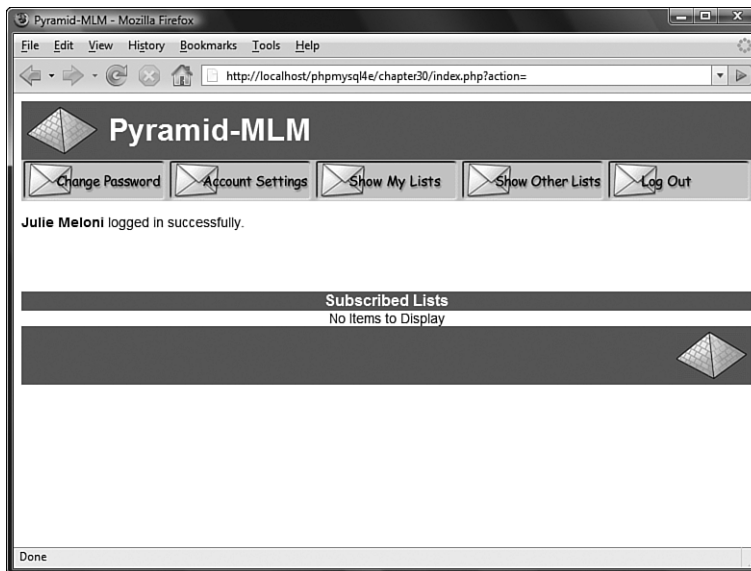 Pyramid-MLM - Mozilla Firefox
File Edit View History Bookmarks Tools Help
http://localhost/phpmysql4e/chapter30/index.php?action=
Pyramid-MLM
Change Password Account Settings Show My Lists Show Other Lists Log Out
Julie Meloni logged in successfully.
Subscribed Lists
No Items to Display
Done